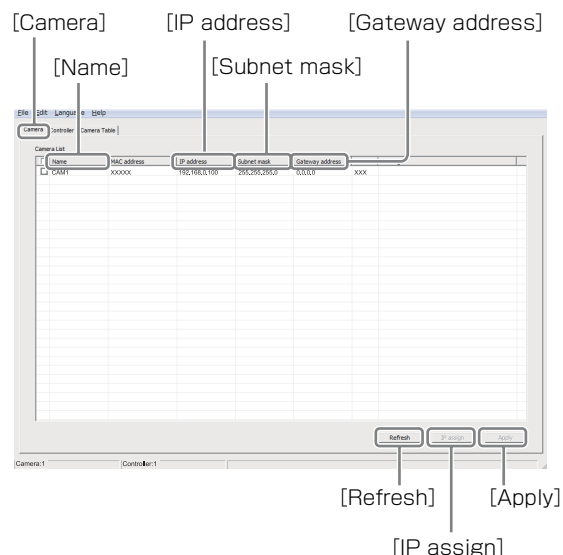 [Camera] [IP address] [Gateway address]
[Name] [Subnet mask]
File Edit Language Help
Camera Controller Camera Table
Camera List
Name MAC address IP address Subnet mask Gateway address
CAM1 XXXXX 192,168,0,100 255,255,255,0 0,0,0,0 XXX
Refresh IP assign Apply
Camera:1 Controller:1
[Refresh] [Apply]
[IP assign]